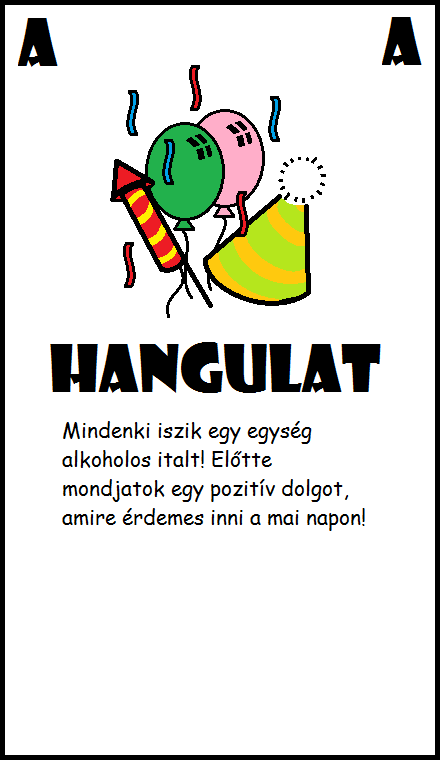 A A
HANGULAT
Mindenki iszik egy egység
alkoholos italt! Előtte
mondjatok egy pozitív dolgot,
amire érdemes inni a mai napon!